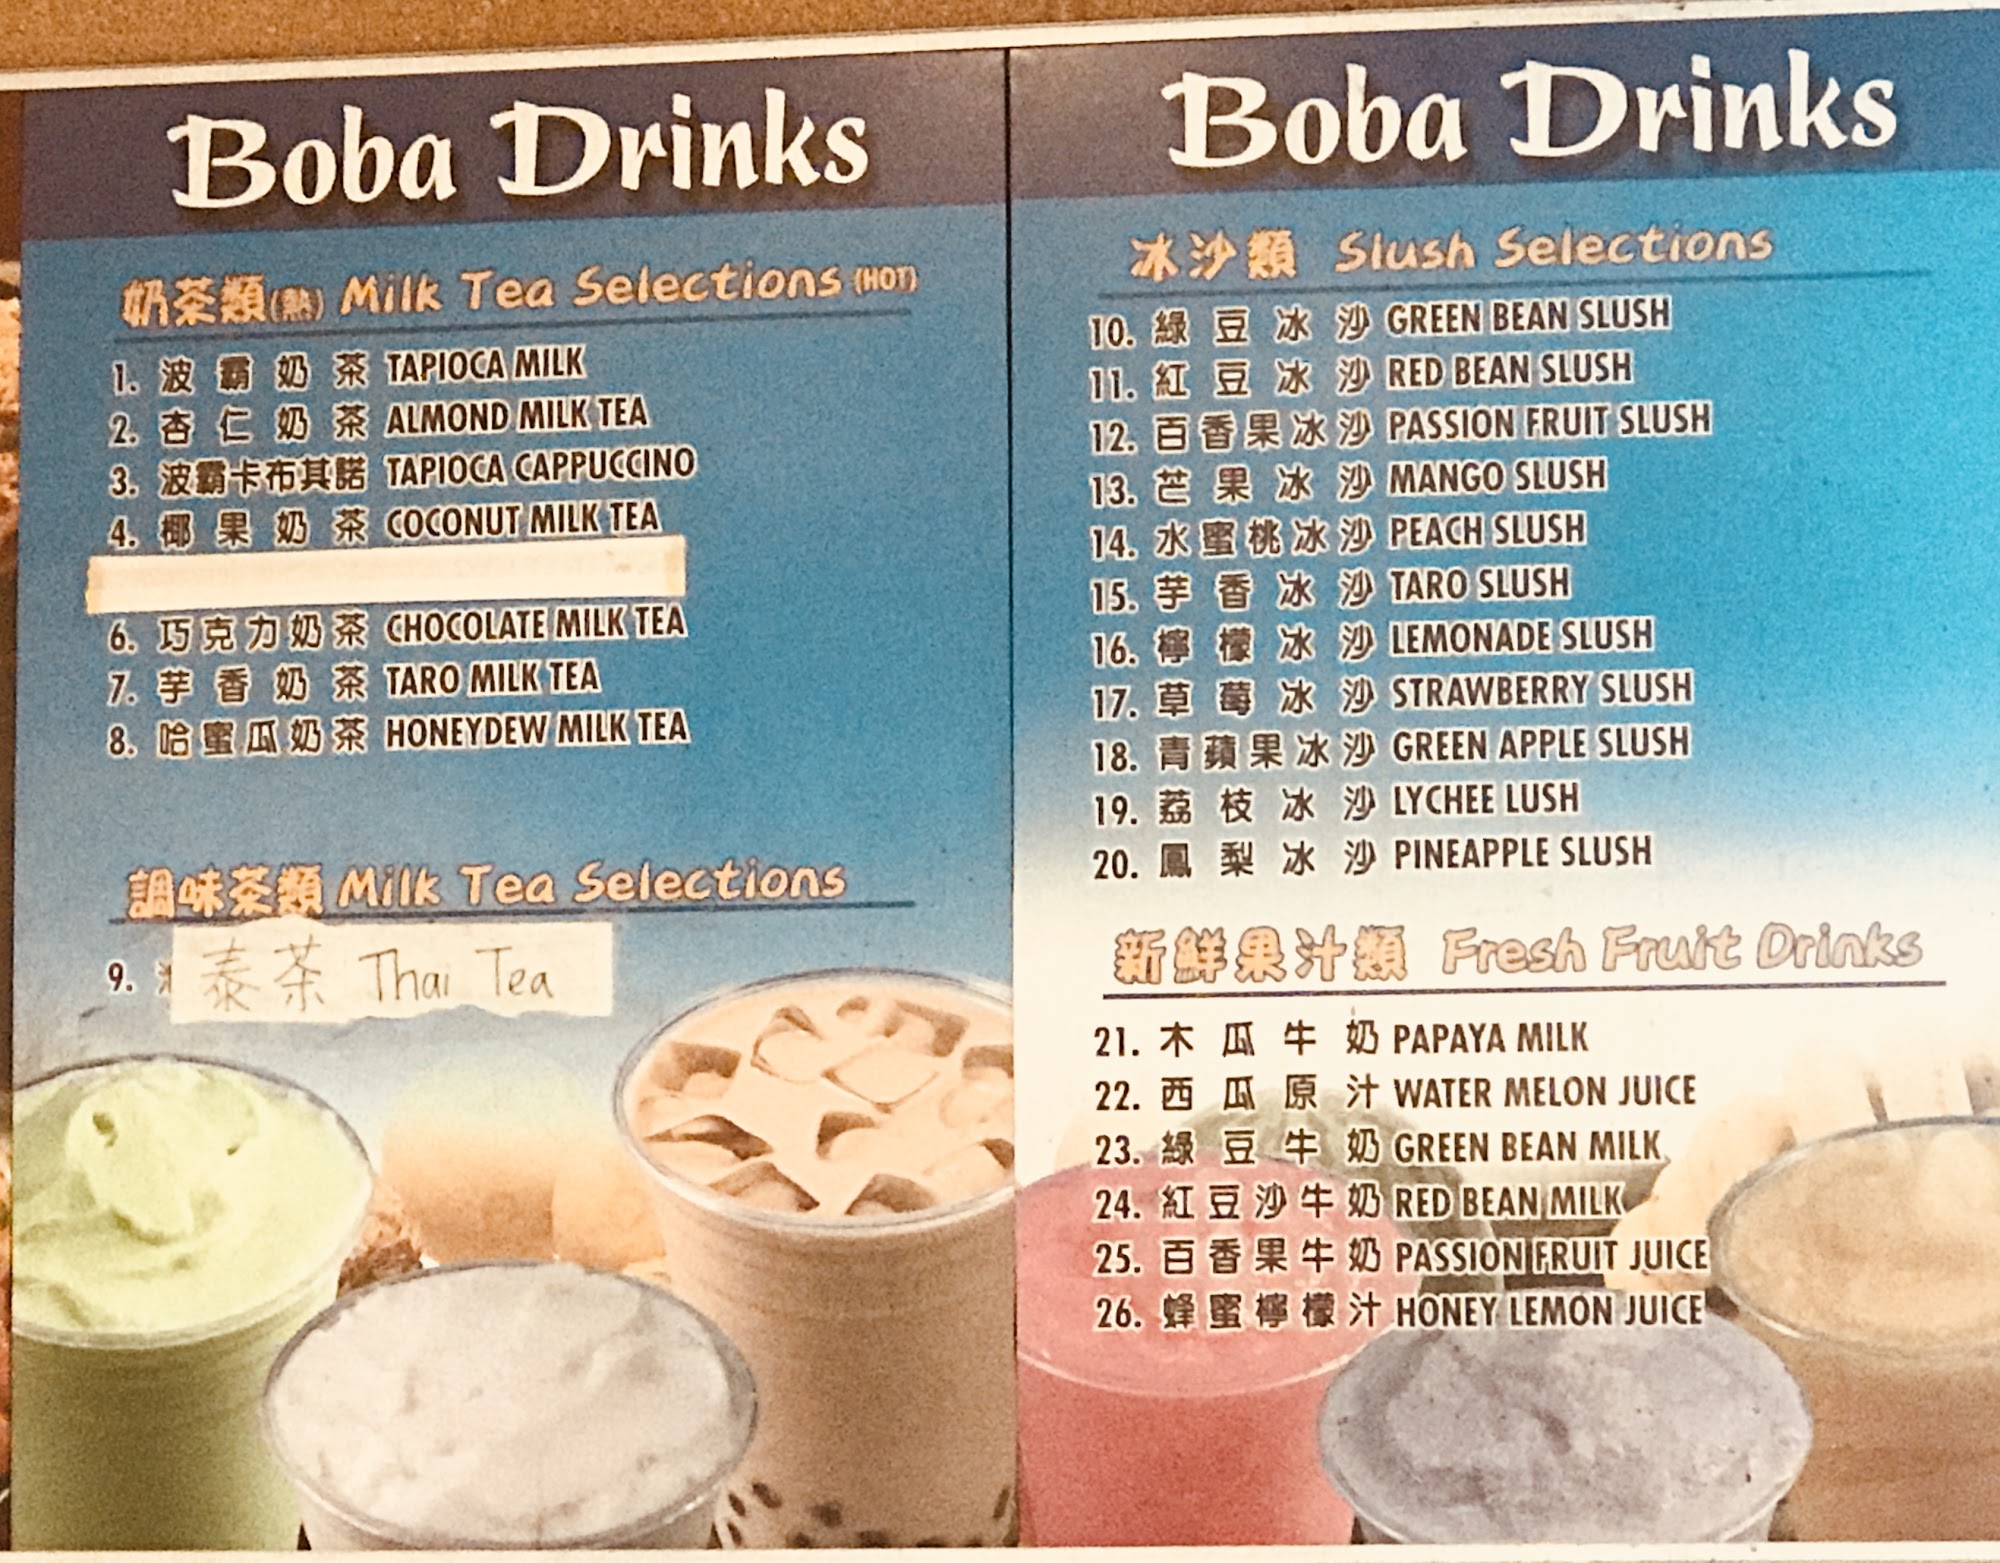 Boba Drinks
奶茶類(熱) Milk Tea Selections (HOT)
1. 波霸奶茶 TAPIOCA MILK
2. 杏仁奶茶 ALMOND MILK TEA
3. 波霸卡布其諾 TAPIOCA CAPPUCCINO
4. 椰果奶茶 COCONUT MILK TEA
6. 巧克力奶茶 CHOCOLATE MILK TEA
7. 芋香奶茶 TARO MILK TEA
8. 哈蜜瓜奶茶 HONEYDEW MILK TEA
調味茶類 Milk Tea Selections
9. 泰茶 Thai Tea
Boba Drinks
冰沙類 Slush Selections
10. 綠豆冰沙 GREEN BEAN SLUSH
11. 紅豆冰沙 RED BEAN SLUSH
12. 百香果冰沙 PASSION FRUIT SLUSH
13. 芒果冰沙 MANGO SLUSH
14. 水蜜桃冰沙 PEACH SLUSH
15. 芋香冰沙 TARO SLUSH
16. 檸檬冰沙 LEMONADE SLUSH
17. 草莓冰沙 STRAWBERRY SLUSH
18. 青蘋果冰沙 GREEN APPLE SLUSH
19. 荔枝冰沙 LYCHEE LUSH
20. 鳳梨冰沙 PINEAPPLE SLUSH
新鮮果汁類 Fresh Fruit Drinks
21. 木瓜牛奶 PAPAYA MILK
22. 西瓜原汁 WATER MELON JUICE
23. 綠豆牛奶 GREEN BEAN MILK
24. 紅豆沙牛奶 RED BEAN MILK
25. 百香果牛奶 PASSION FRUIT JUICE
26. 蜂蜜檸檬汁 HONEY LEMON JUICE